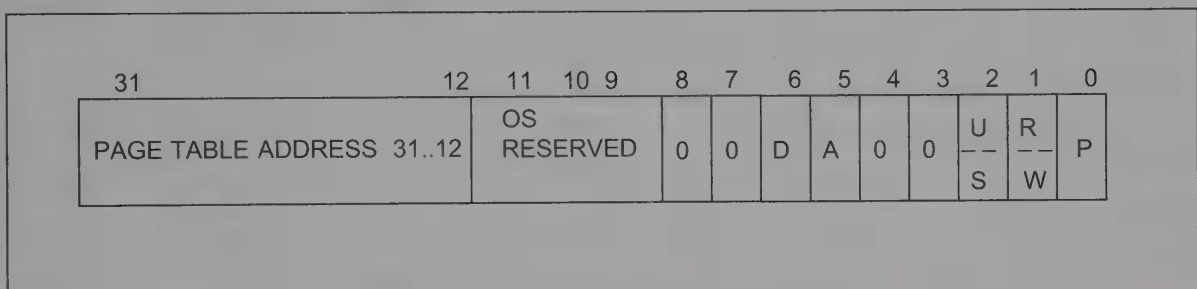 31 12 11 10 9 8 7 6 5 4 3 2 1 0
PAGE TABLE ADDRESS 31..12 OS RESERVED 0 0 D A 0 0 U -- S R -- W P